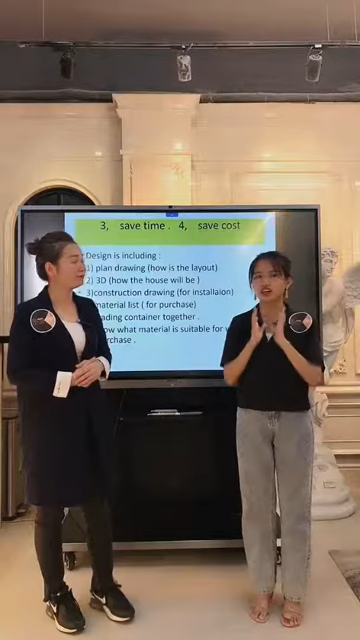 3, save time . 4, save cost
Design is including :
1) plan drawing (how is the layout)
2) 3D (how the house will be )
3)construction drawing (for installaion)
material list ( for purchase)
ading container together .
ow what material is suitable for
rchase .